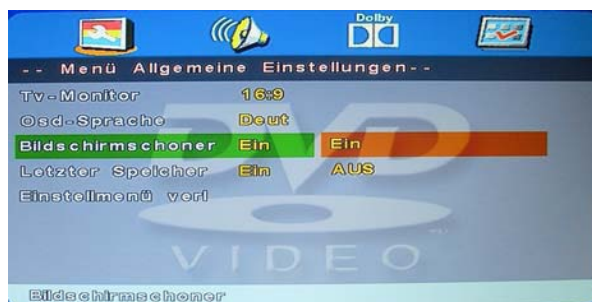 Dolby
-- Menü Allgemeine Einstellungen--
Tv-Monitor 16:9
Osd-Sprache Deut
Bildschirmschoner Ein Ein
Letzter Speicher Ein AUS
Einstellmenü verl
DVD
VIDEO
Bildschirmschoner